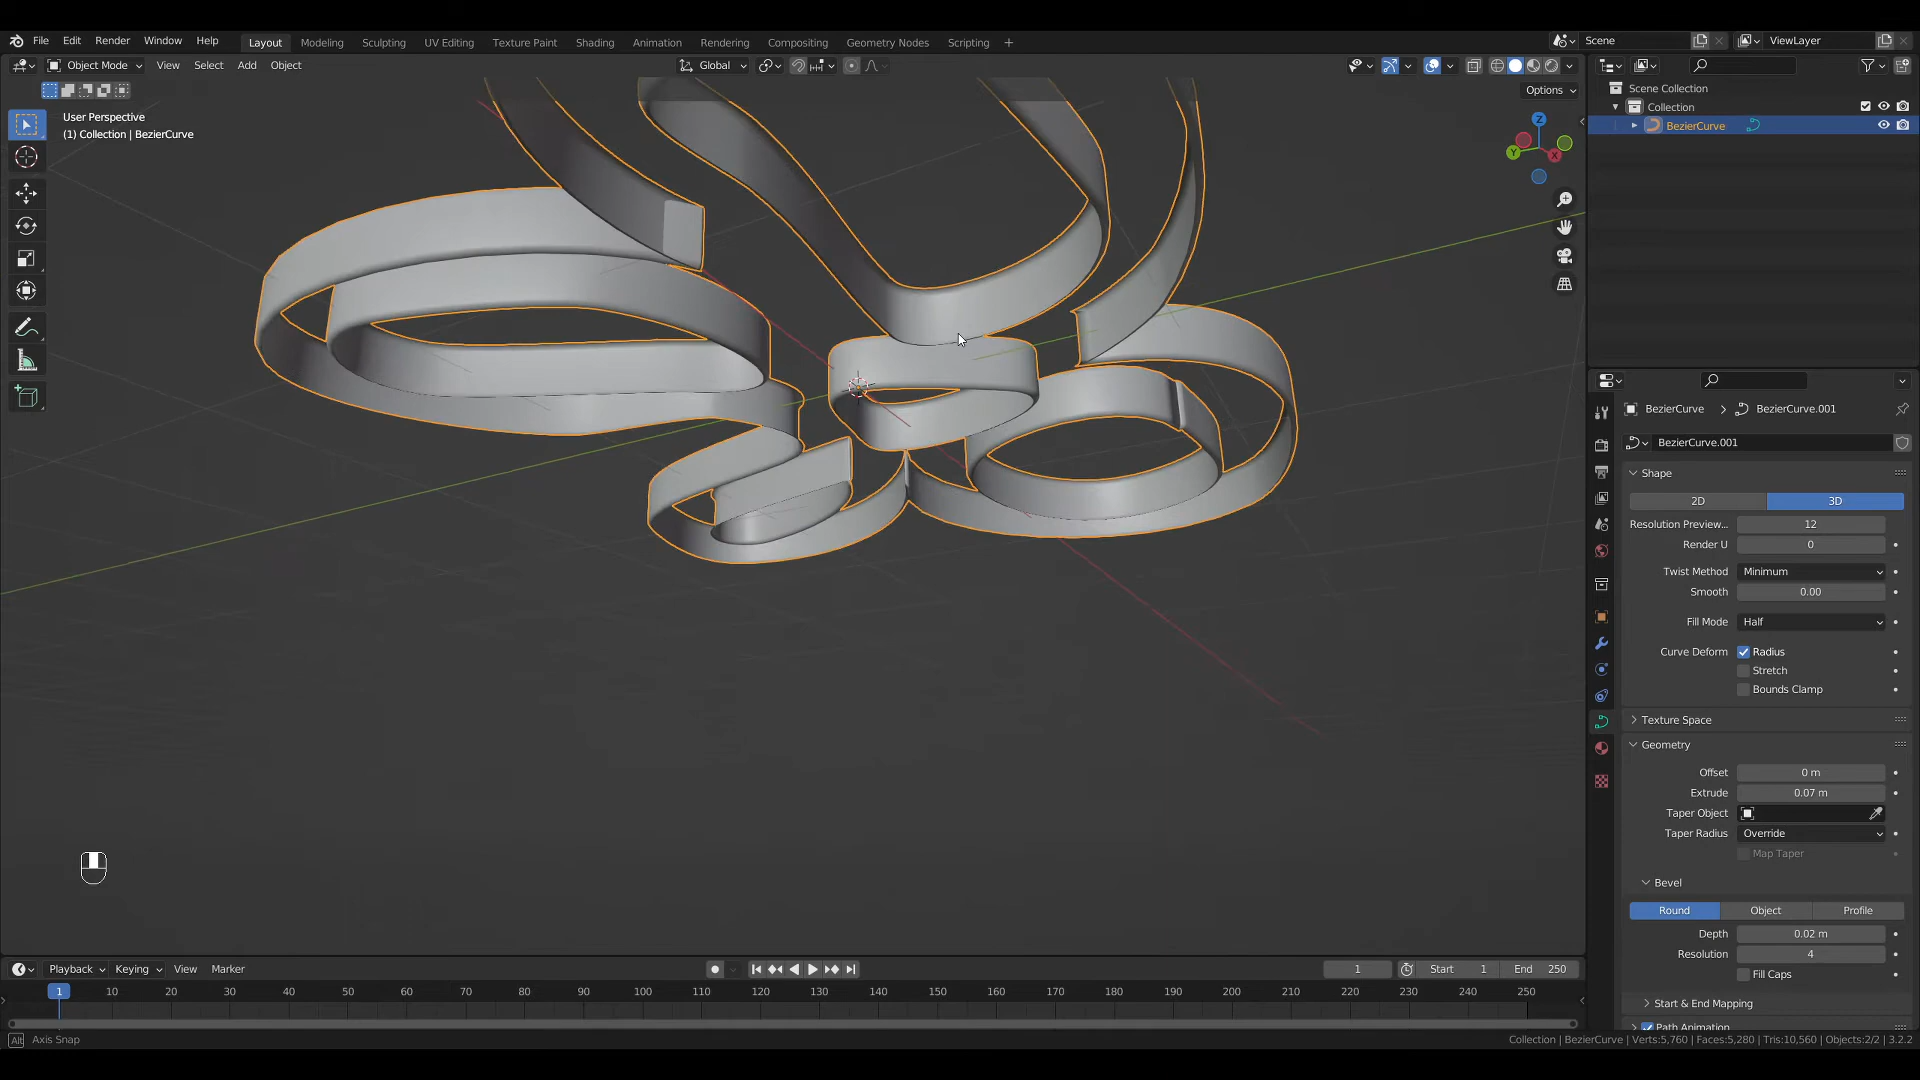 File Edit Render Window Help Layout Modeling Sculpting UV Editing Texture Paint Shading Animation Rendering Compositing Geometry Nodes Scripting + Scene ViewLayer
Object Mode View Select Add Object Global
Options
User Perspective
(1) Collection | BezierCurve
Z
Y
X
Scene Collection
Collection
BezierCurve
BezierCurve BezierCurve.001
BezierCurve.001
Shape
2D 3D
Resolution Preview... 12
Render U 0
Twist Method Minimum
Smooth 0.00
Fill Mode Half
Curve Deform Radius
Stretch
Bounds Clamp
Texture Space
Geometry
Offset 0 m
Extrude 0.07 m
Taper Object
Taper Radius Override
Map Taper
Bevel
Round Object Profile
Depth 0.02 m
Resolution 4
Fill Caps
Start & End Mapping
Path Animation
Playback Keying View Marker 1 Start 1 End 250
1 10 20 30 40 50 60 70 80 90 100 110 120 130 140 150 160 170 180 190 200 210 220 230 240 250
Alt Axis Snap
Collection | BezierCurve | Verts:5,760 | Faces:5,280 | Tris:10,560 | Objects:2/2 | 3.2.2